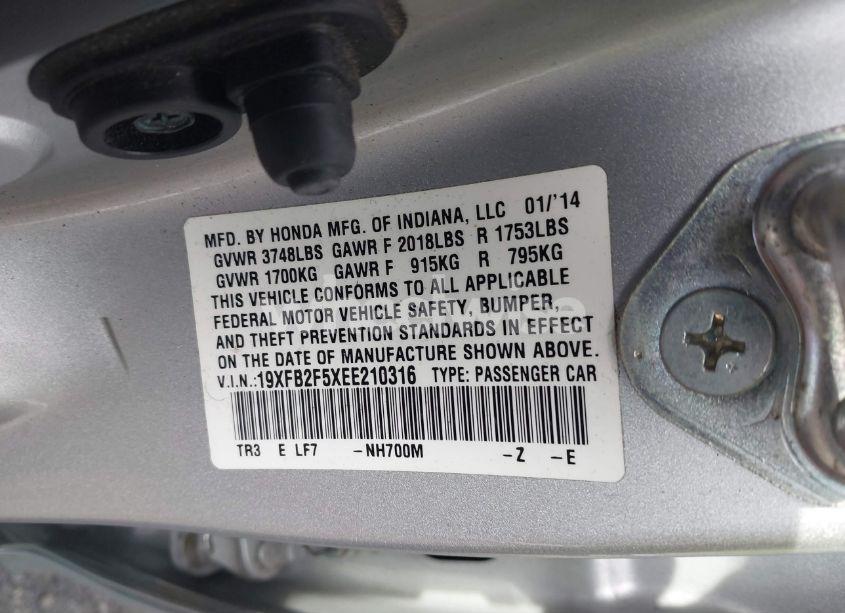 MFD. BY HONDA MFG. OF INDIANA, LLC 01/'14
GVWR 3748LBS GAWR F 2018LBS R 1753LBS
GVWR 1700KG GAWR F 915KG R 795KG
THIS VEHICLE CONFORMS TO ALL APPLICABLE
FEDERAL MOTOR VEHICLE SAFETY, BUMPER,
AND THEFT PREVENTION STANDARDS IN EFFECT
ON THE DATE OF MANUFACTURE SHOWN ABOVE.
V.I.N.:19XFB2F5XEE210316 TYPE: PASSENGER CAR
TR3 E LF7 -NH700M -Z -E